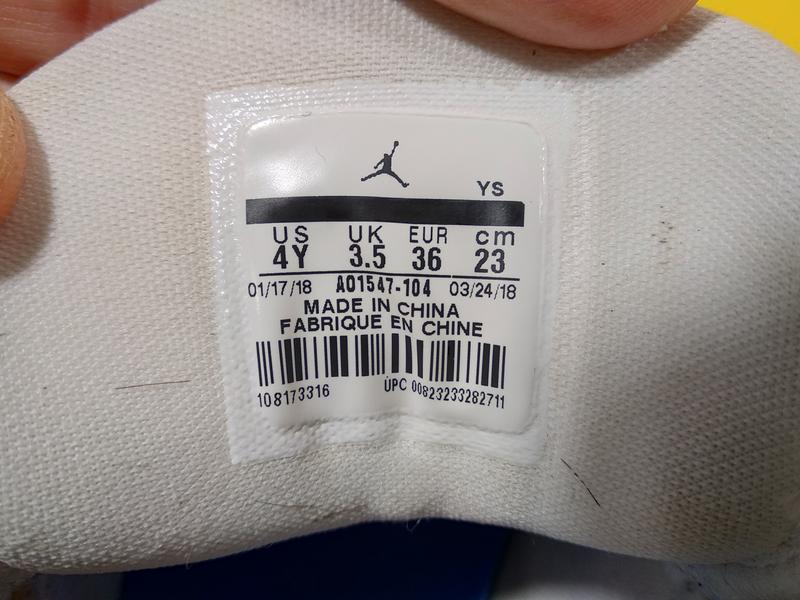 YS
US UK EUR cm
4Y 3.5 36 23
01/17/18 AO1547-104 03/24/18
MADE IN CHINA
FABRIQUE EN CHINE
108173316 UPC 00823233282711